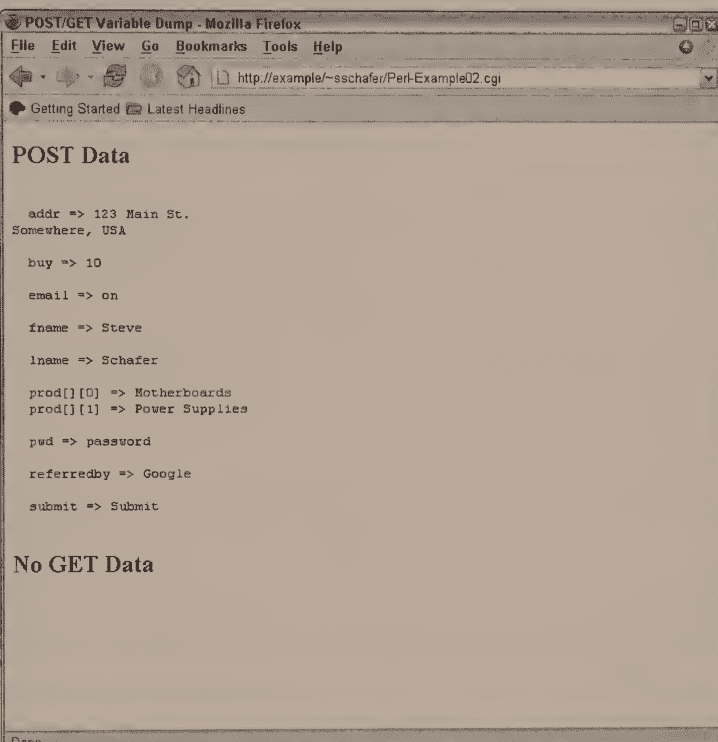 POST/GET Variable Dump - Mozilla Firefox
File Edit View Go Bookmarks Tools Help
http://example/~sschafer/Perl-Example02.cgi
Getting Started Latest Headlines
POST Data
addr => 123 Main St.
Somewhere, USA
buy => 10
email => on
fname => Steve
lname => Schafer
prod[][0] => Motherboards
prod[][1] => Power Supplies
pwd => password
referredby => Google
submit => Submit
No GET Data
Done